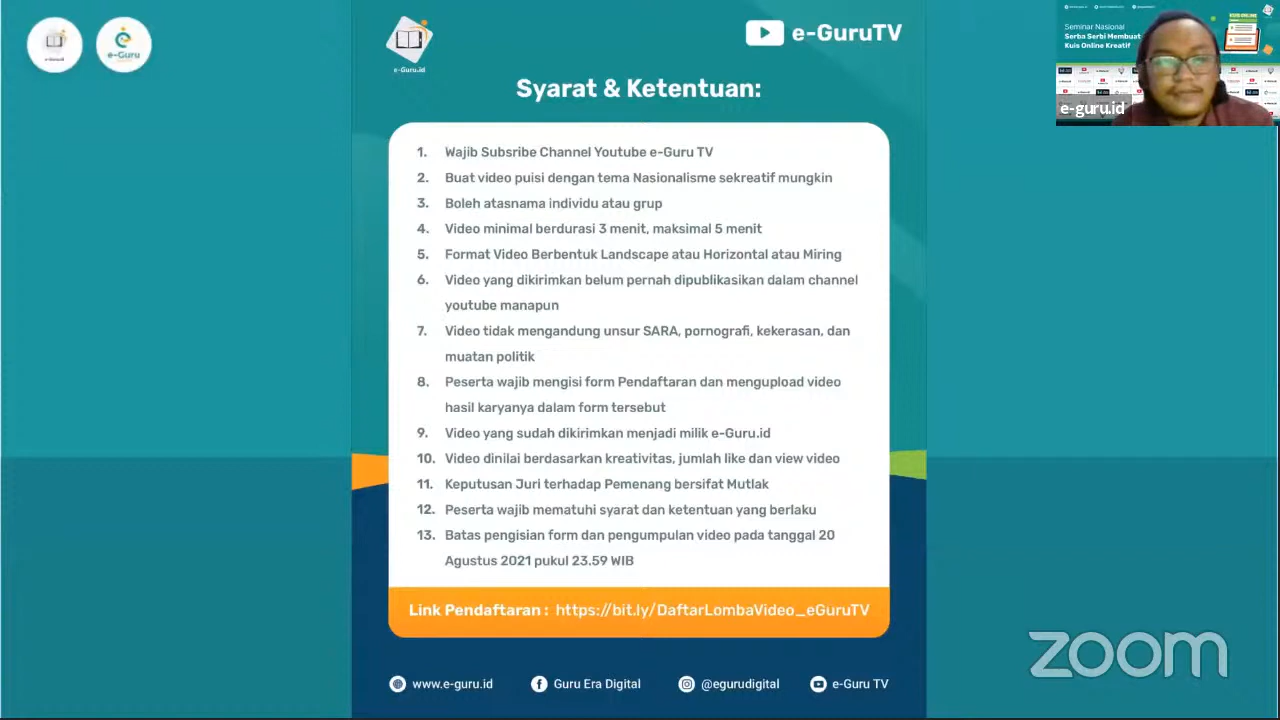 e-Guru.id
e-Guru
e-Guru.id
e-GuruTV
Seminar Nasional
Serba Serbi Membuat
Kuis Online Kreatif
e-guru.id
Syarat & Ketentuan:
1. Wajib Subsribe Channel Youtube e-Guru TV
2. Buat video puisi dengan tema Nasionalisme sekreatif mungkin
3. Boleh atasnama individu atau grup
4. Video minimal berdurasi 3 menit, maksimal 5 menit
5. Format Video Berbentuk Landscape atau Horizontal atau Miring
6. Video yang dikirimkan belum pernah dipublikasikan dalam channel
youtube manapun
7. Video tidak mengandung unsur SARA, pornografi, kekerasan, dan
muatan politik
8. Peserta wajib mengisi form Pendaftaran dan mengupload video
hasil karyanya dalam form tersebut
9. Video yang sudah dikirimkan menjadi milik e-Guru.id
10. Video dinilai berdasarkan kreativitas, jumlah like dan view video
11. Keputusan Juri terhadap Pemenang bersifat Mutlak
12. Peserta wajib mematuhi syarat dan ketentuan yang berlaku
13. Batas pengisian form dan pengumpulan video pada tanggal 20
Agustus 2021 pukul 23.59 WIB
Link Pendaftaran : https://bit.ly/DaftarLombaVideo_eGuruTV
www.e-guru.id
Guru Era Digital
@egurudigital
e-Guru TV
zoom